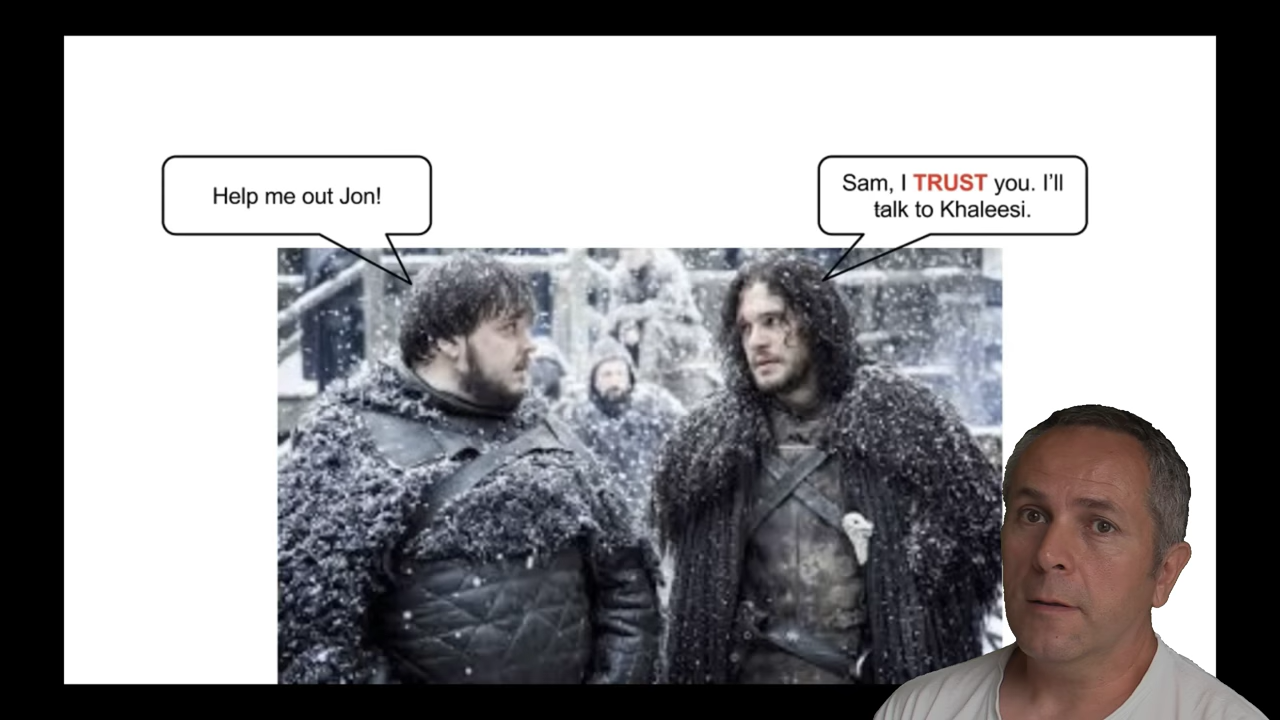 Help me out Jon!
Sam, I TRUST you. I’ll
talk to Khaleesi.